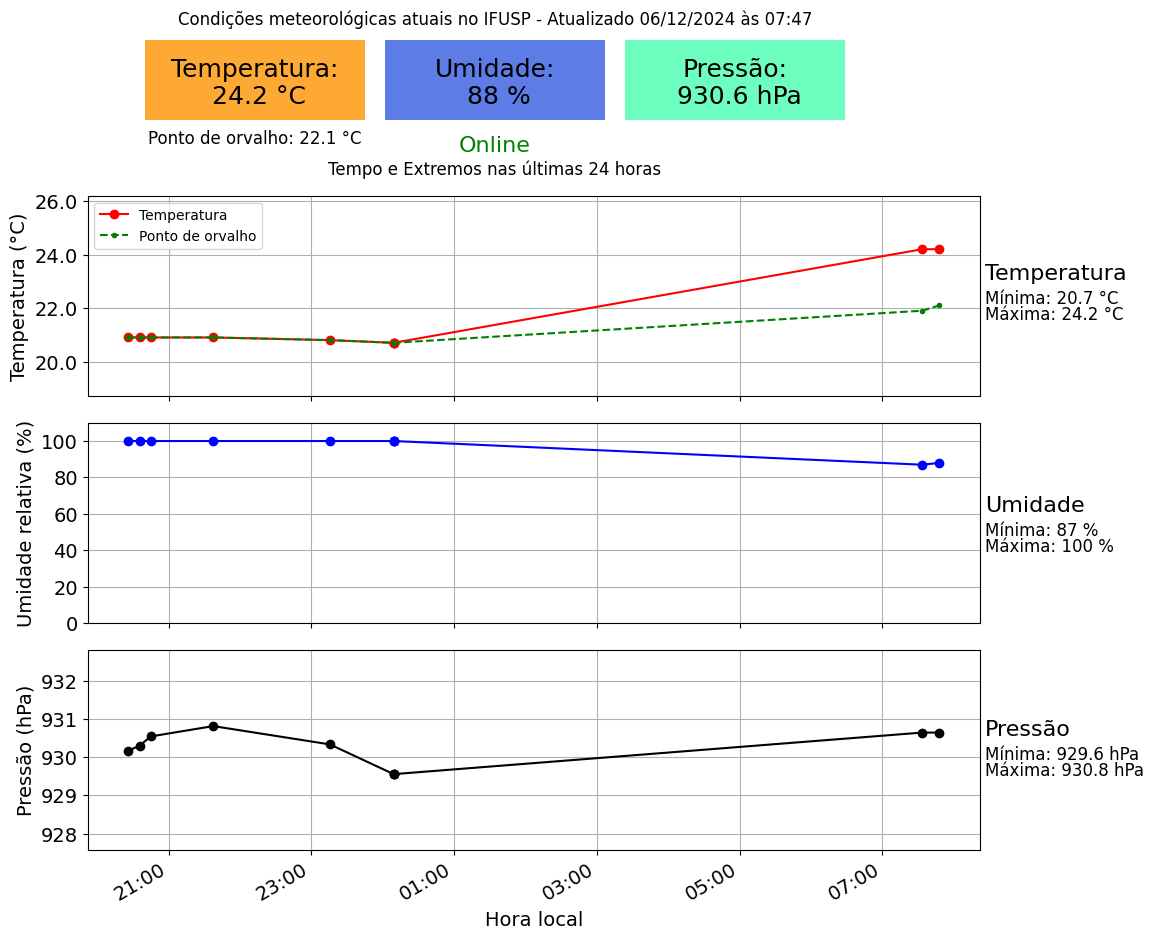 Condições meteorológicas atuais no IFUSP - Atualizado 06/12/2024 às 07:47
Temperatura:
24.2 °C
Umidade:
88 %
Pressão:
930.6 hPa
Ponto de orvalho: 22.1 °C
Online
Tempo e Extremos nas últimas 24 horas
Temperatura (°C)
26.0
24.0
22.0
20.0
Temperatura
Ponto de orvalho
Temperatura
Mínima: 20.7 °C
Máxima: 24.2 °C
Umidade relativa (%)
100
80
60
40
20
0
Umidade
Mínima: 87 %
Máxima: 100 %
Pressão (hPa)
932
931
930
929
928
Pressão
Mínima: 929.6 hPa
Máxima: 930.8 hPa
21:00
23:00
01:00
03:00
05:00
07:00
Hora local